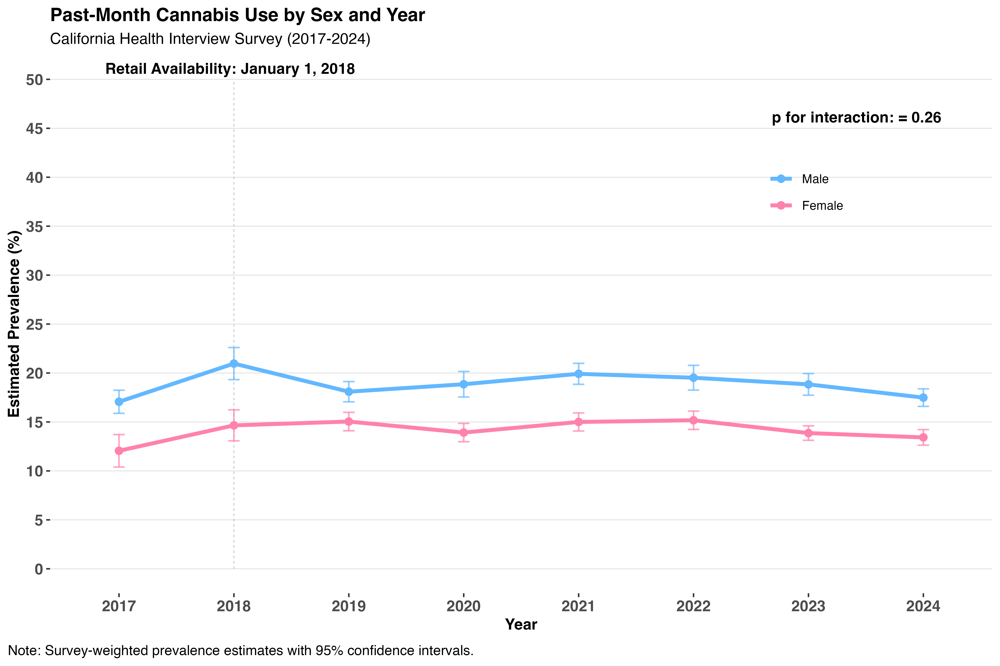 Past-Month Cannabis Use by Sex and Year
California Health Interview Survey (2017-2024)
Retail Availability: January 1, 2018
p for interaction: = 0.26
Male
Female
Estimated Prevalence (%)
50
45
40
35
30
25
20
15
10
5
0
2017 2018 2019 2020 2021 2022 2023 2024
Year
Note: Survey-weighted prevalence estimates with 95% confidence intervals.